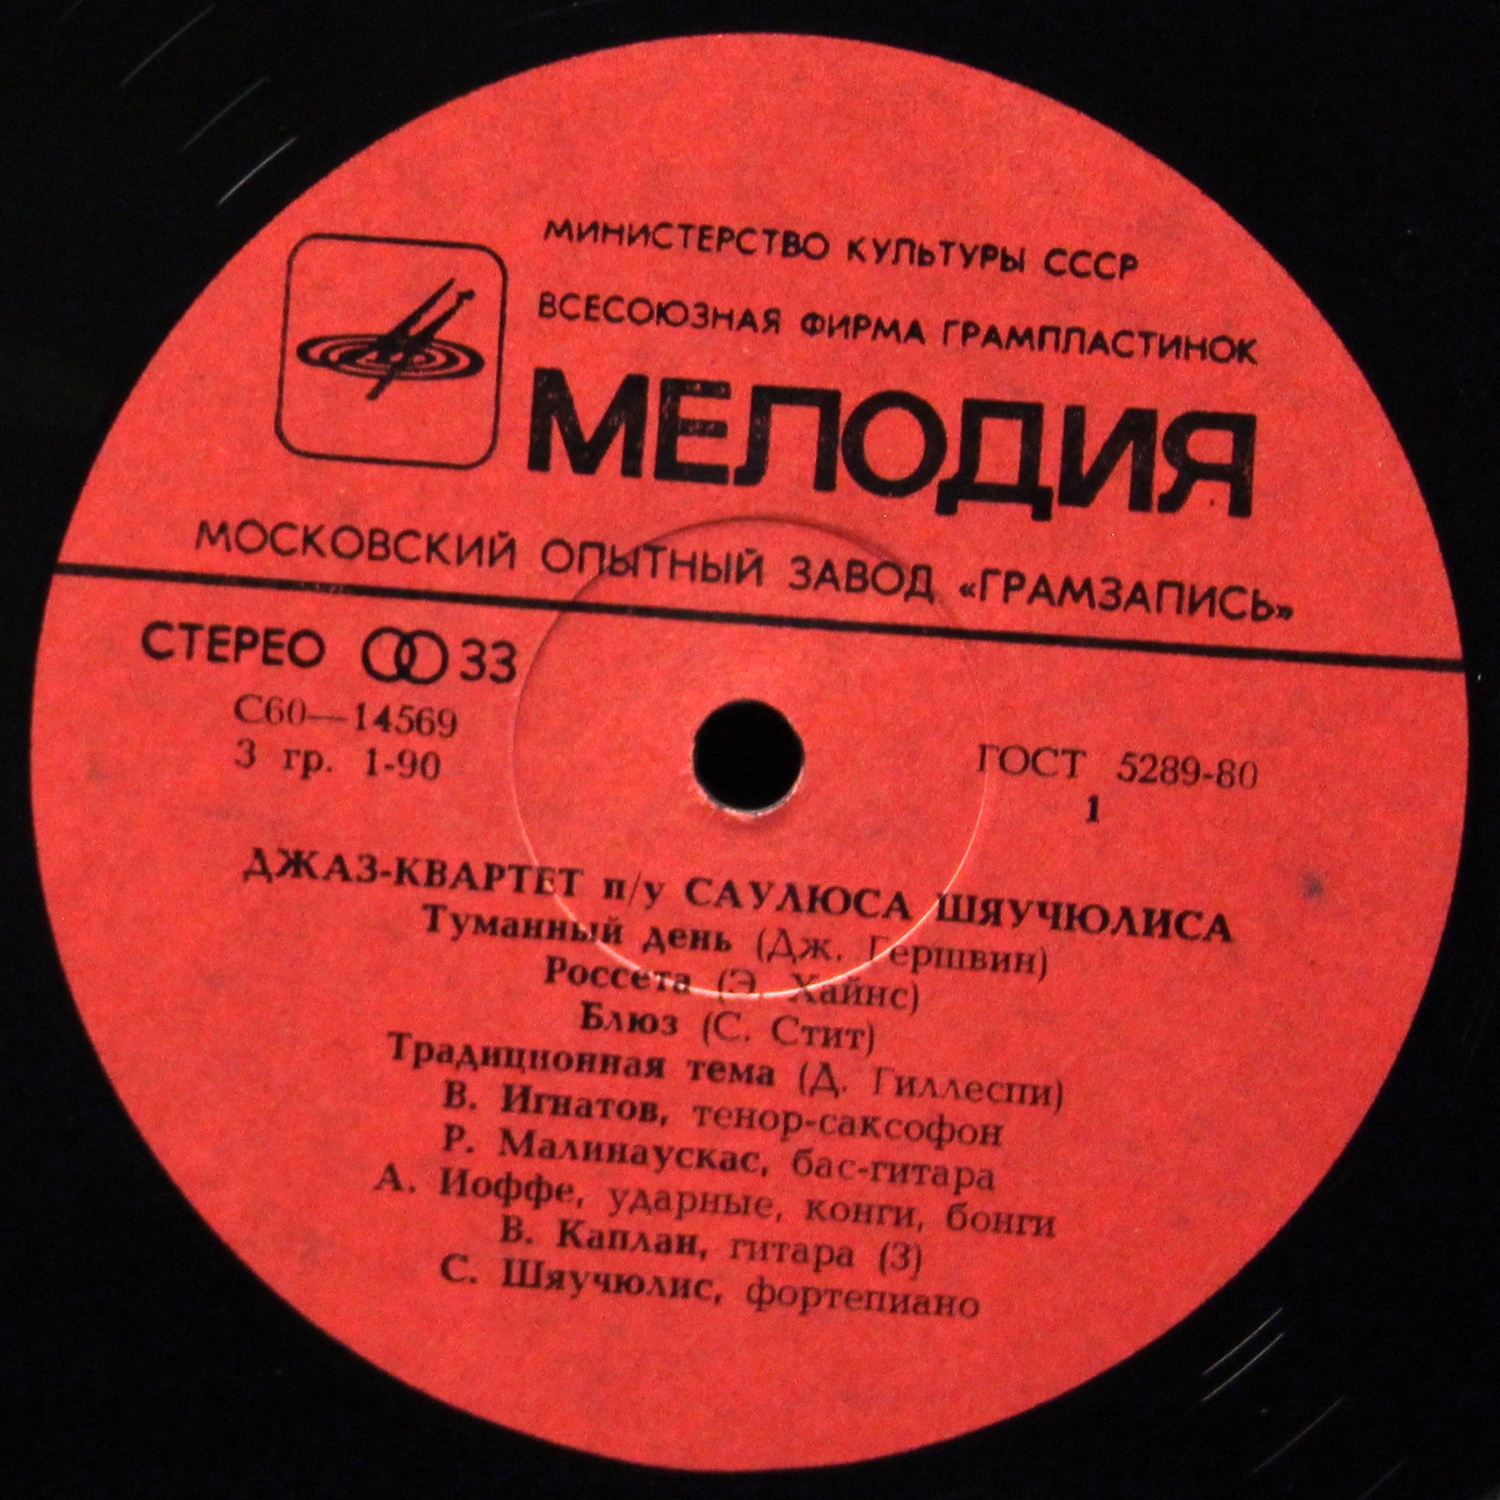 МИНИСТЕРСТВО КУЛЬТУРЫ СССР
ВСЕСОЮЗНАЯ ФИРМА ГРАМПЛАСТИНОК
МЕЛОДИЯ
МОСКОВСКИЙ ОПЫТНЫЙ ЗАВОД «ГРАМЗАПИСЬ»
СТЕРЕО 33
С60—14569
3 гр. 1-90
ГОСТ 5289-80
1
ДЖАЗ-КВАРТЕТ п/у САУЛЮСА ШЯУЧЮЛИСА
Туманный день (Дж. Гершвин)
Россета (Э. Хайнс)
Блюз (С. Стит)
Традиционная тема (Д. Гиллеспи)
В. Игнатов, тенор-саксофон
Р. Малинаускас, бас-гитара
А. Иоффе, ударные, конги, бонги
В. Каплан, гитара (3)
С. Шяучюлис, фортепиано